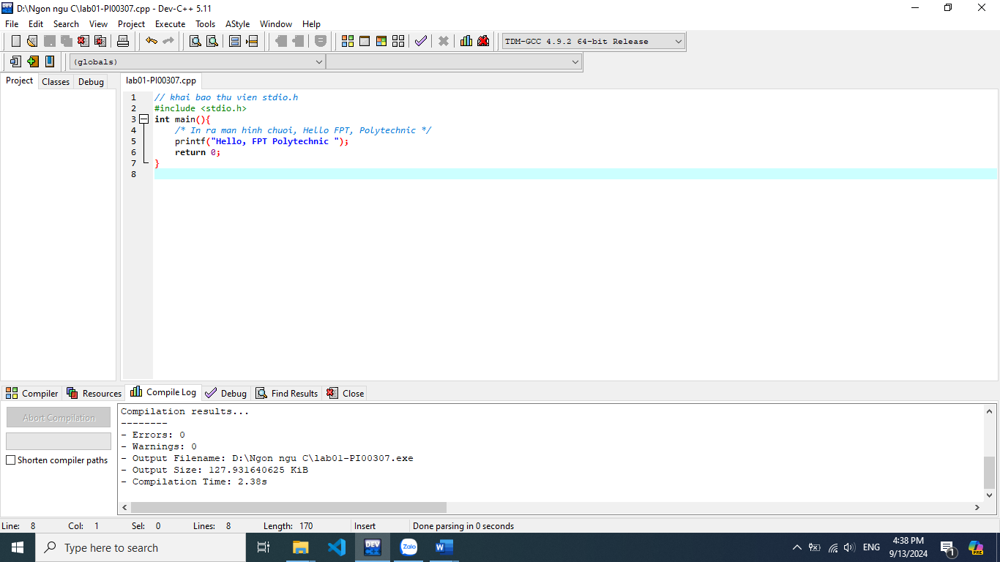 D:\Ngon ngu C\lab01-PI00307.cpp - Dev-C++ 5.11
File Edit Search View Project Execute Tools AStyle Window Help
TDM-GCC 4.9.2 64-bit Release
(globals)
Project Classes Debug lab01-PI00307.cpp
1 // khai bao thu vien stdio.h
2 #include <stdio.h>
3 int main(){
4 /* In ra man hinh chuoi, Hello FPT, Polytechnic */
5 printf("Hello, FPT Polytechnic ");
6 return 0;
7 }
8
Compiler Resources Compile Log Debug Find Results Close
Abort Compilation
Shorten compiler paths
Compilation results...
--------
- Errors: 0
- Warnings: 0
- Output Filename: D:\Ngon ngu C\lab01-PI00307.exe
- Output Size: 127.931640625 KiB
- Compilation Time: 2.38s
Line: 8 Col: 1 Sel: 0 Lines: 8 Length: 170 Insert Done parsing in 0 seconds
Type here to search
DEV
Zalo
ENG
4:38 PM
9/13/2024
1
PRE